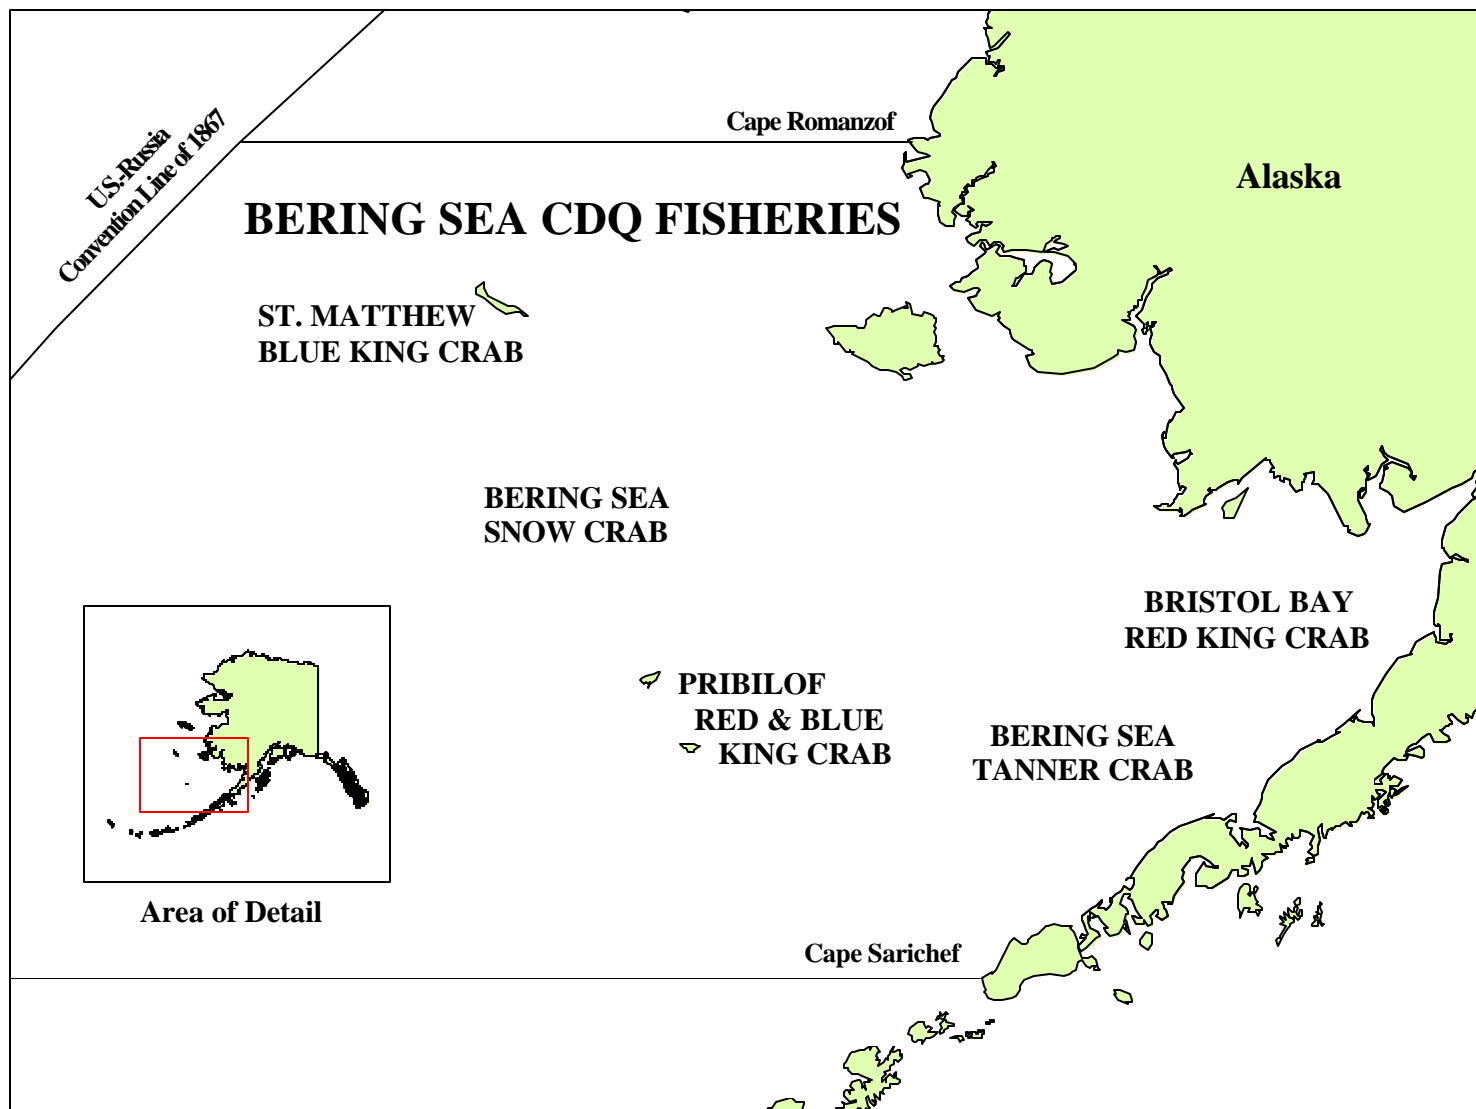 U.S.-Russia
Convention Line of 1867
Cape Romanzof
Alaska
BERING SEA CDQ FISHERIES
ST. MATTHEW
BLUE KING CRAB
BERING SEA
SNOW CRAB
BRISTOL BAY
RED KING CRAB
PRIBILOF
RED & BLUE
KING CRAB
BERING SEA
TANNER CRAB
Area of Detail
Cape Sarichef